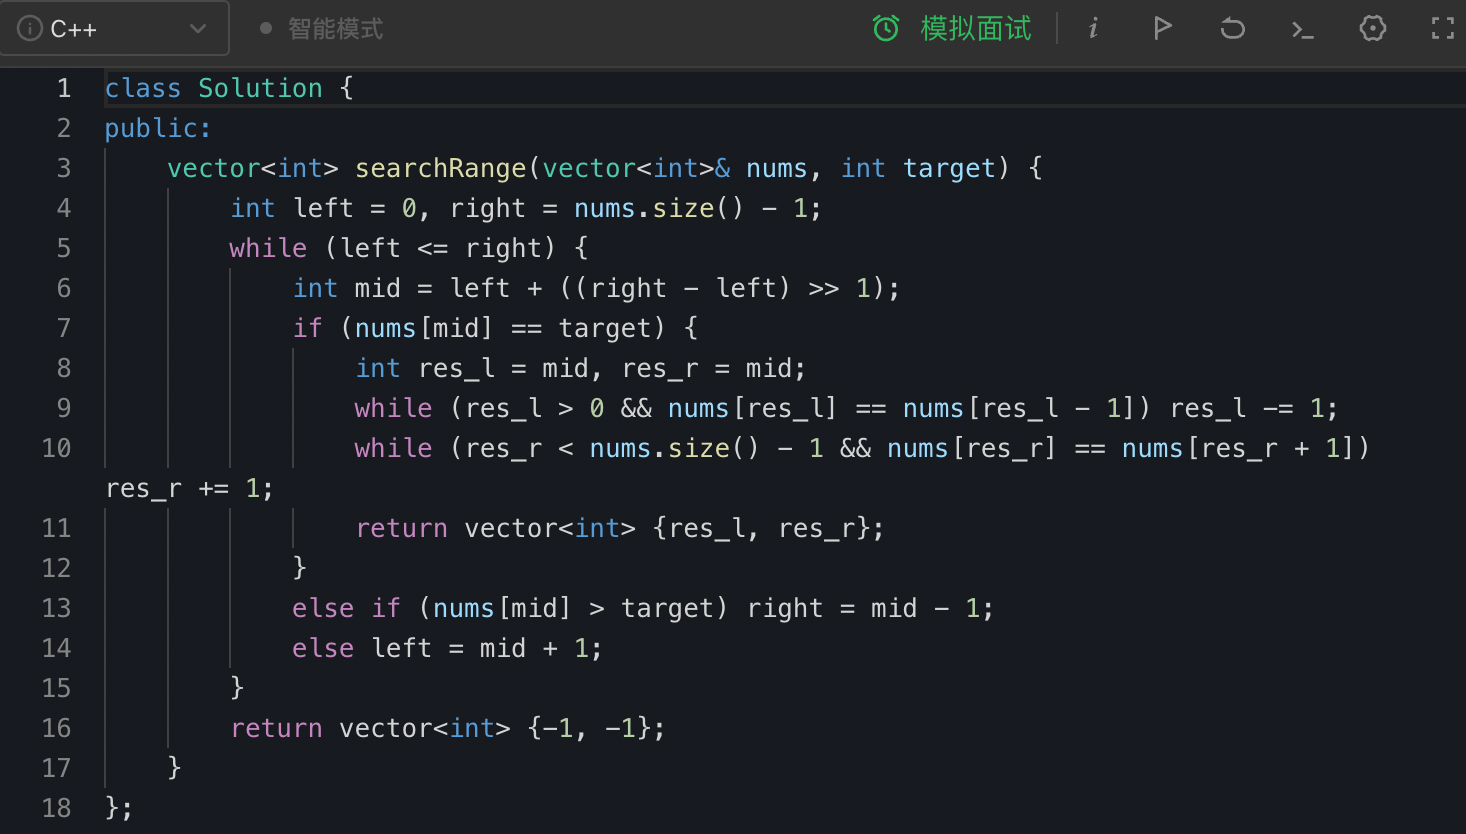 C++ 智能模式 模拟面试
1 class Solution {
2 public:
3     vector<int> searchRange(vector<int>& nums, int target) {
4         int left = 0, right = nums.size() - 1;
5         while (left <= right) {
6             int mid = left + ((right - left) >> 1);
7             if (nums[mid] == target) {
8                 int res_l = mid, res_r = mid;
9                 while (res_l > 0 && nums[res_l] == nums[res_l - 1]) res_l -= 1;
10                 while (res_r < nums.size() - 1 && nums[res_r] == nums[res_r + 1])
res_r += 1;
11                 return vector<int> {res_l, res_r};
12             }
13             else if (nums[mid] > target) right = mid - 1;
14             else left = mid + 1;
15         }
16         return vector<int> {-1, -1};
17     }
18 };